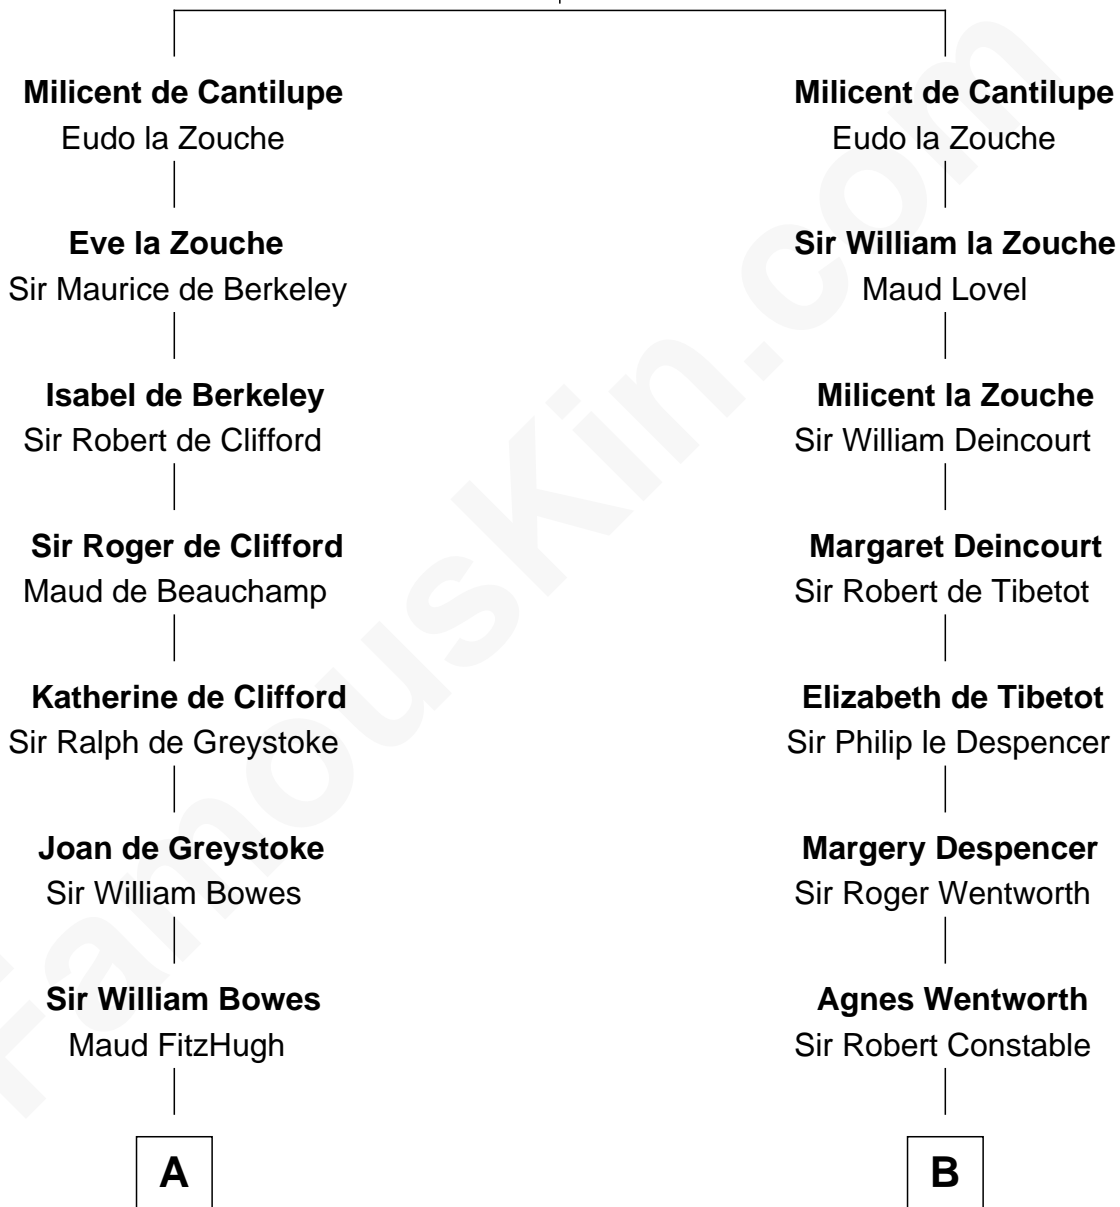 Milicent de Cantilupe
Eudo la Zouche
Eve la Zouche
Sir Maurice de Berkeley
Isabel de Berkeley
Sir Robert de Clifford
Sir Roger de Clifford
Maud de Beauchamp
Katherine de Clifford
Sir Ralph de Greystoke
Joan de Greystoke
Sir William Bowes
Sir William Bowes
Maud FitzHugh
A
Milicent de Cantilupe
Eudo la Zouche
Sir William la Zouche
Maud Lovel
Milicent la Zouche
Sir William Deincourt
Margaret Deincourt
Sir Robert de Tibetot
Elizabeth de Tibetot
Sir Philip le Despencer
Margery Despencer
Sir Roger Wentworth
Agnes Wentworth
Sir Robert Constable
B
FamousKin.com